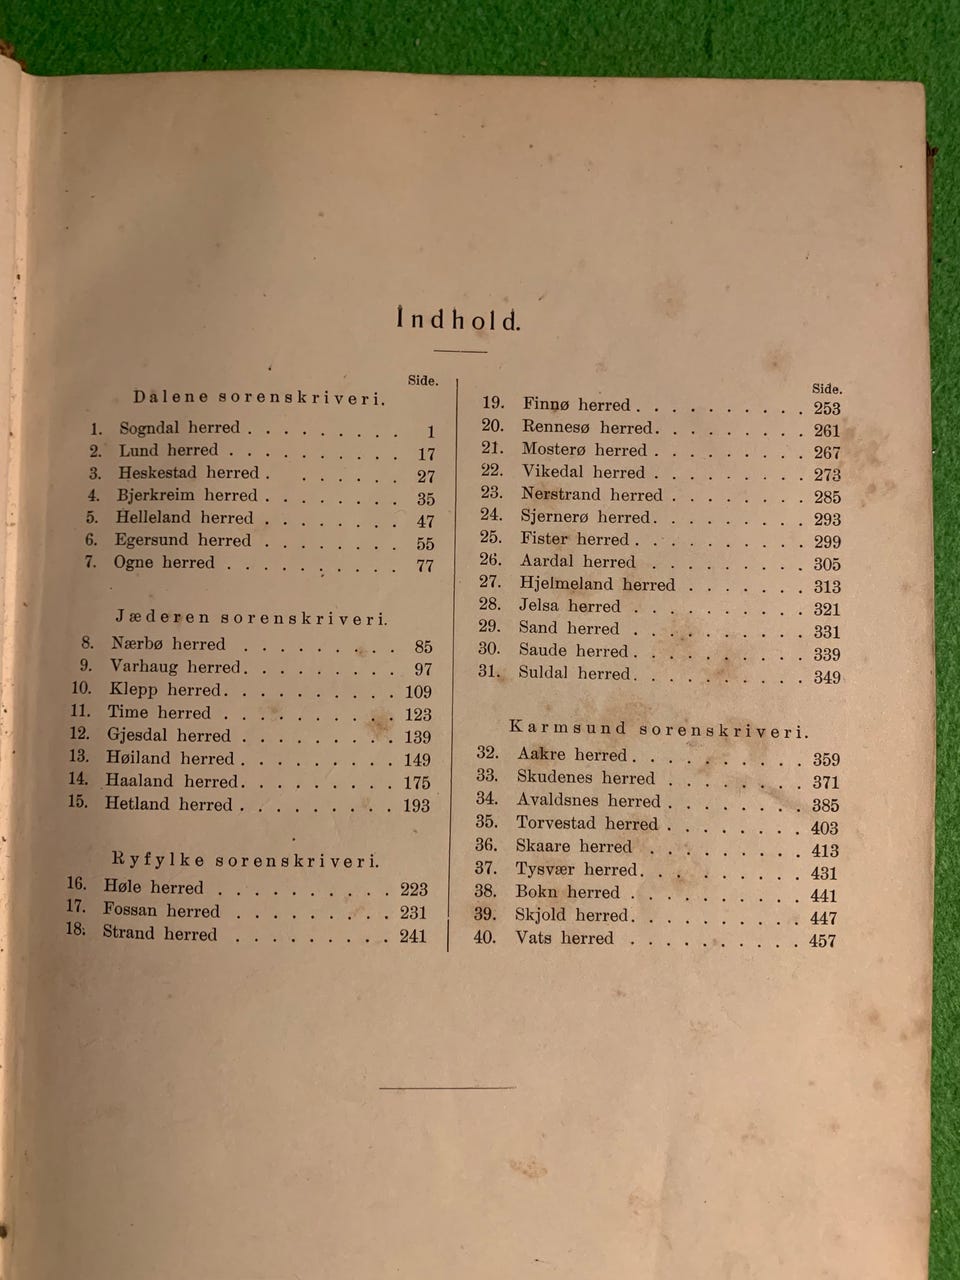 Indhold.
Side.
Dalene sorenskriveri.
1. Sogndal herred . . . . . . . . . 1
2. Lund herred . . . . . . . . . . 17
3. Heskestad herred . . . . . . . 27
4. Bjerkreim herred . . . . . . . . 35
5. Helleland herred . . . . . . . . 47
6. Egersund herred . . . . . . . . 55
7. Ogne herred . . . . . . . . . . 77
Jæderen sorenskriveri.
8. Nærbø herred . . . . . . . . . 85
9. Varhaug herred . . . . . . . . . 97
10. Klepp herred . . . . . . . . . . 109
11. Time herred . . . . . . . . . . 123
12. Gjesdal herred . . . . . . . . . 139
13. Høiland herred . . . . . . . . . 149
14. Haaland herred . . . . . . . . . 175
15. Hetland herred . . . . . . . . . 193
Ryfylke sorenskriveri.
16. Høle herred . . . . . . . . . . 223
17. Fossan herred . . . . . . . . . 231
18. Strand herred . . . . . . . . . 241
Side.
19. Finnø herred . . . . . . . . . . 253
20. Rennesø herred . . . . . . . . . 261
21. Mosterø herred . . . . . . . . . 267
22. Vikedal herred . . . . . . . . . 273
23. Nerstrand herred . . . . . . . . 285
24. Sjernerø herred . . . . . . . . . 293
25. Fister herred . . . . . . . . . . 299
26. Aardal herred . . . . . . . . . 305
27. Hjelmeland herred . . . . . . . 313
28. Jelsa herred . . . . . . . . . . 321
29. Sand herred . . . . . . . . . . 331
30. Saude herred . . . . . . . . . . 339
31. Suldal herred . . . . . . . . . . 349
Karmsund sorenskriveri.
32. Aakre herred . . . . . . . . . . 359
33. Skudenes herred . . . . . . . . 371
34. Avaldsnes herred . . . . . . . . 385
35. Torvestad herred . . . . . . . . 403
36. Skaare herred . . . . . . . . . 413
37. Tysvær herred . . . . . . . . . 431
38. Bokn herred . . . . . . . . . . 441
39. Skjold herred . . . . . . . . . . 447
40. Vats herred . . . . . . . . . . 457